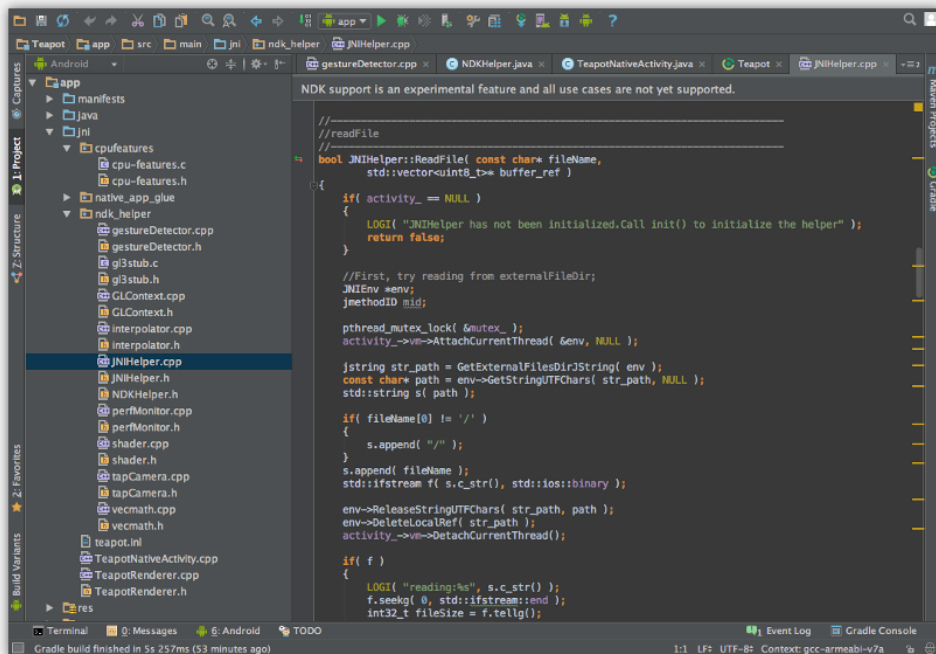 app
Teapot app src main jni ndk_helper JNIHelper.cpp
Android
gestureDetector.cpp NDKHelper.java TeapotNativeActivity.java Teapot JNIHelper.cpp
NDK support is an experimental feature and all use cases are not yet supported.
Captures
1: Project
Z: Structure
2: Favorites
Build Variants
app
manifests
java
jni
cpufeatures
cpu-features.c
cpu-features.h
native_app_glue
ndk_helper
gestureDetector.cpp
gestureDetector.h
gl3stub.c
gl3stub.h
GLContext.cpp
GLContext.h
interpolator.cpp
interpolator.h
JNIHelper.cpp
JNIHelper.h
NDKHelper.h
perfMonitor.cpp
perfMonitor.h
shader.cpp
shader.h
tapCamera.cpp
tapCamera.h
vecmath.cpp
vecmath.h
teapot.inl
TeapotNativeActivity.cpp
TeapotRenderer.cpp
TeapotRenderer.h
res
//readFile
//
bool JNIHelper::ReadFile( const char* fileName,
std::vector<uint8_t>* buffer_ref )
{
if( activity_ == NULL )
{
LOGI( "JNIHelper has not been initialized.Call init() to initialize the helper" );
return false;
}
//First, try reading from externalFileDir;
JNIEnv *env;
jmethodID mid;
pthread_mutex_lock( &mutex_ );
activity_->vm->AttachCurrentThread( &env, NULL );
jstring str_path = GetExternalFilesDirJString( env );
const char* path = env->GetStringUTFChars( str_path, NULL );
std::string s( path );
if( fileName[0] != '/' )
{
s.append( "/" );
}
s.append( fileName );
std::ifstream f( s.c_str(), std::ios::binary );
env->ReleaseStringUTFChars( str_path, path );
env->DeleteLocalRef( str_path );
activity_->vm->DetachCurrentThread();
if( f )
{
LOGI( "reading:%s", s.c_str() );
f.seekg( 0, std::ifstream::end );
int32_t fileSize = f.tellg();
Maven Projects
Gradle
Terminal 0: Messages 6: Android TODO 1 Event Log Gradle Console
Gradle build finished in 5s 257ms (53 minutes ago) 1:1 LF UTF-8 Context: gcc-armeabi-v7a